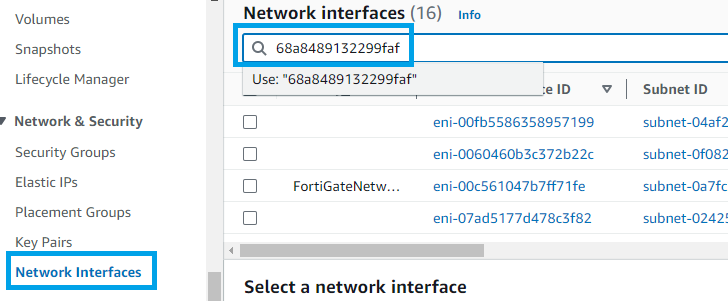 Volumes
Snapshots
Lifecycle Manager
Network & Security
Security Groups
Elastic IPs
Placement Groups
Key Pairs
Network Interfaces
Network interfaces (16) Info
68a8489132299faf
Use: "68a8489132299faf"
ID Subnet ID
eni-00fb5586358957199 subnet-04af2
eni-0060460b3c372b22c subnet-0f082
FortiGateNetw... eni-00c561047b7ff71fe subnet-0a7fc
eni-07ad5177d478c3f82 subnet-02425
Select a network interface